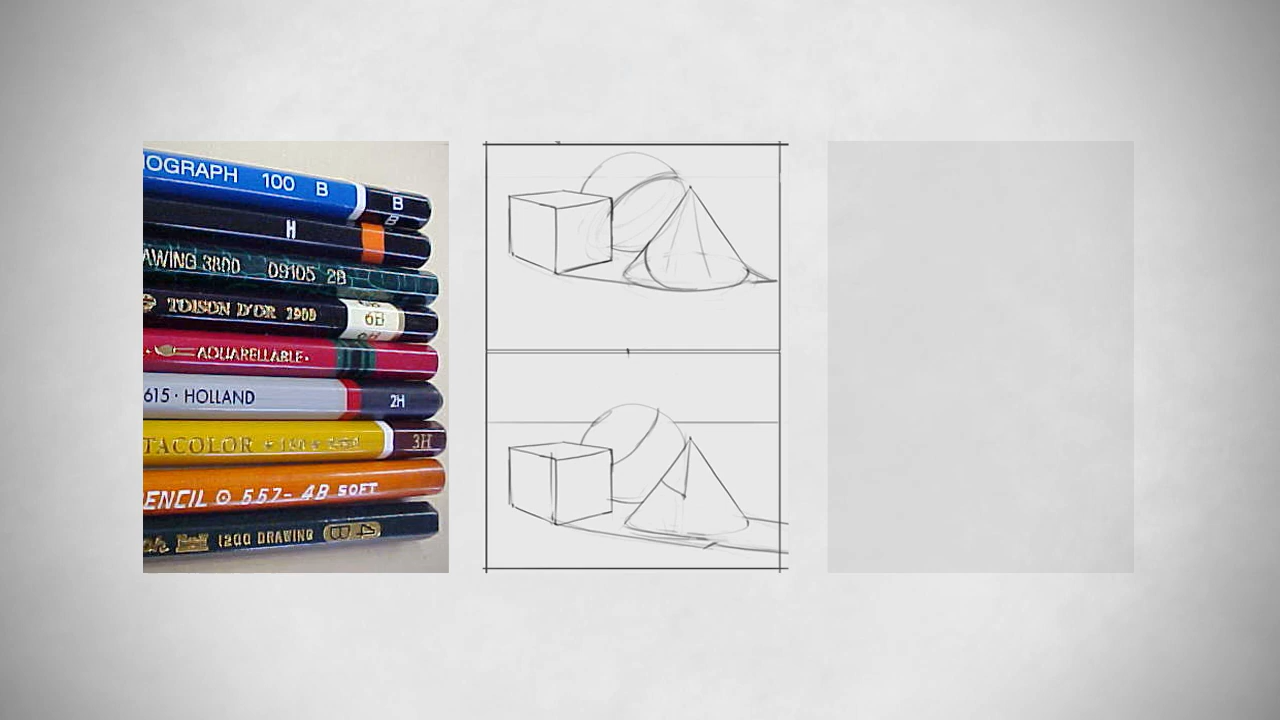 OGRAPH 100 B B
B
H
AWING 3800 09105 2B
TOISON D'OR 1900 6B
AQUARELLABLE
615 · HOLLAND 2H
TACOLOR 3H
ENCIL 557- 4B SOFT
1200 DRAWING 4B